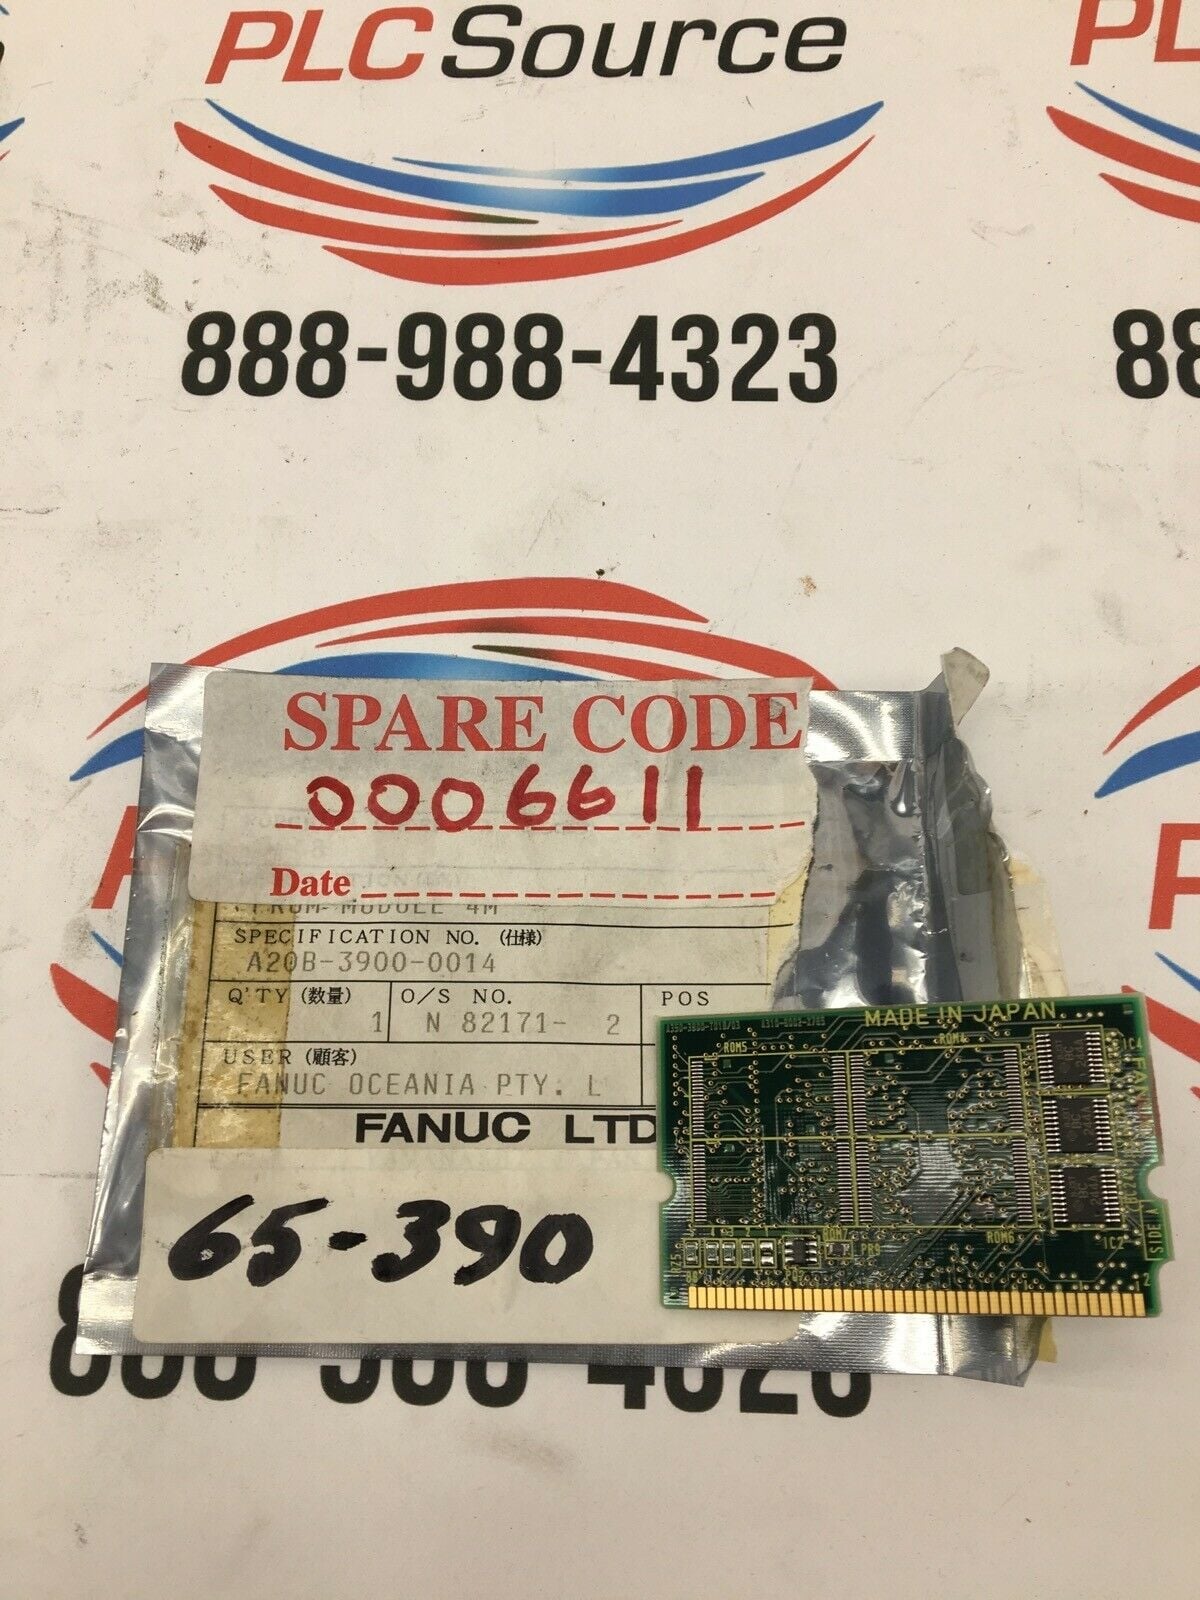 PLC Source
888-988-4323
SPARE CODE
0006611
Date
MODULE 4M
SPECIFICATION NO. (仕様)
A20B-3900-0014
Q'TY (数量)
1
O/S NO.
N 82171- 2
POS
USER (顧客)
FANUC OCEANIA PTY. L
FANUC LTD
65-390
MADE IN JAPAN
ROM5
ROM4
IC4
ROM7
ROM6
IC2
SIDE A